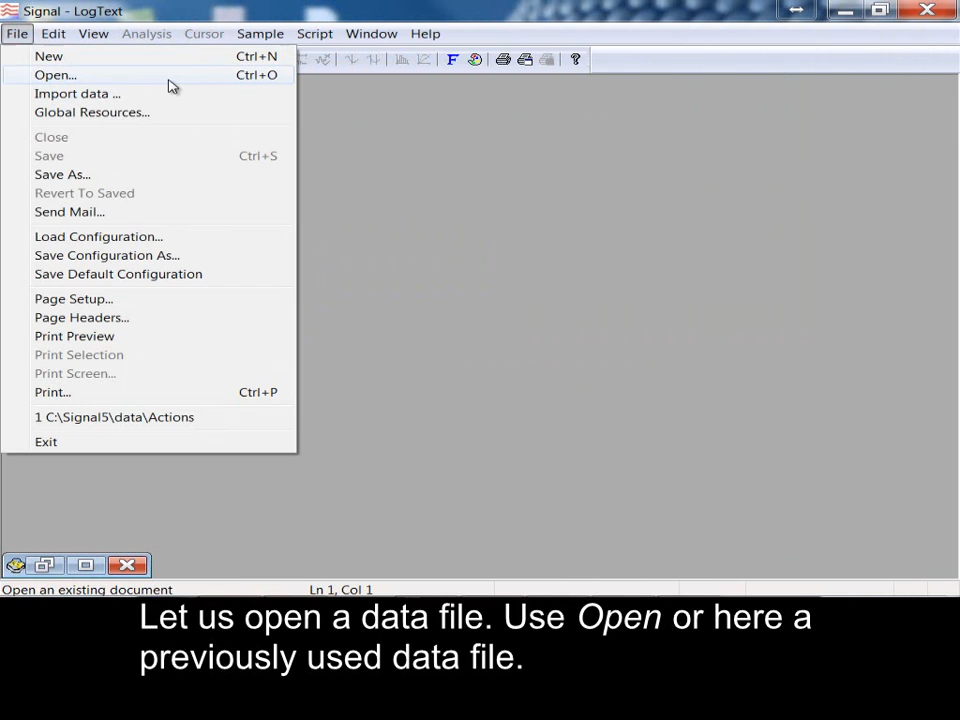 Signal - LogText
File Edit View Analysis Cursor Sample Script Window Help
New Ctrl+N
Open... Ctrl+O
Import data ...
Global Resources...
Close
Save Ctrl+S
Save As...
Revert To Saved
Send Mail...
Load Configuration...
Save Configuration As...
Save Default Configuration
Page Setup...
Page Headers...
Print Preview
Print Selection
Print Screen...
Print... Ctrl+P
1 C:\Signal5\data\Actions
Exit
Open an existing document Ln 1, Col 1
Let us open a data file. Use Open or here a
previously used data file.